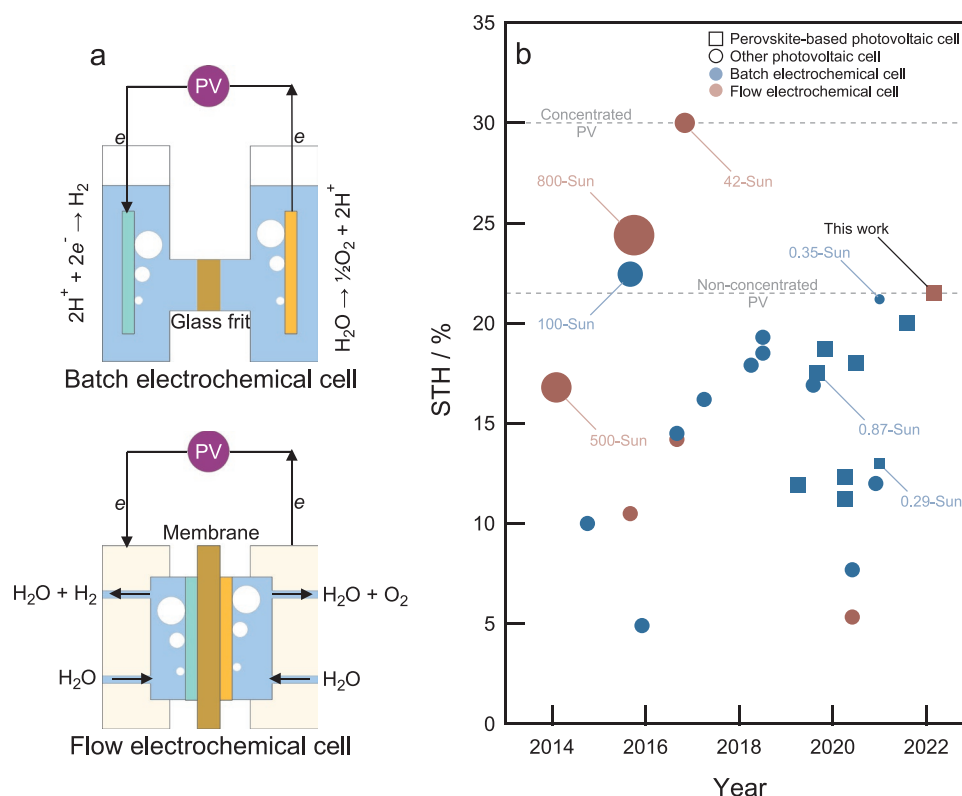 a
PV
e
e
2H⁺ + 2e⁻ → H₂
H₂O → ½O₂ + 2H⁺
Glass frit
Batch electrochemical cell
PV
e
e
Membrane
H₂O + H₂
H₂O + O₂
H₂O
H₂O
Flow electrochemical cell
b
Perovskite-based photovoltaic cell
Other photovoltaic cell
Batch electrochemical cell
Flow electrochemical cell
Concentrated
PV
800-Sun
42-Sun
This work
0.35-Sun
100-Sun
Non-concentrated
PV
500-Sun
0.87-Sun
0.29-Sun
STH / %
35
30
25
20
15
10
5
0
2014 2016 2018 2020 2022
Year